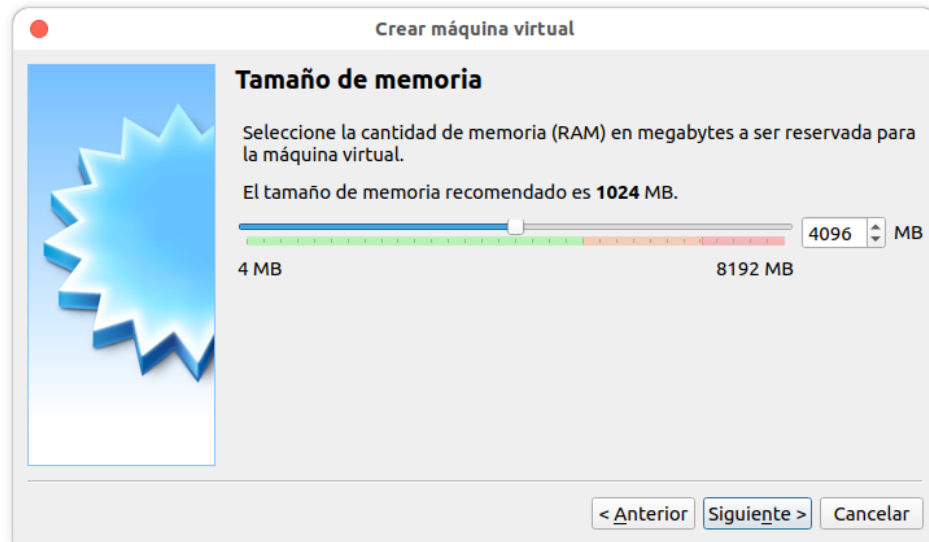 Crear máquina virtual
Tamaño de memoria
Seleccione la cantidad de memoria (RAM) en megabytes a ser reservada para
la máquina virtual.
El tamaño de memoria recomendado es 1024 MB.
4096 MB
4 MB 8192 MB
< Anterior Siguiente > Cancelar